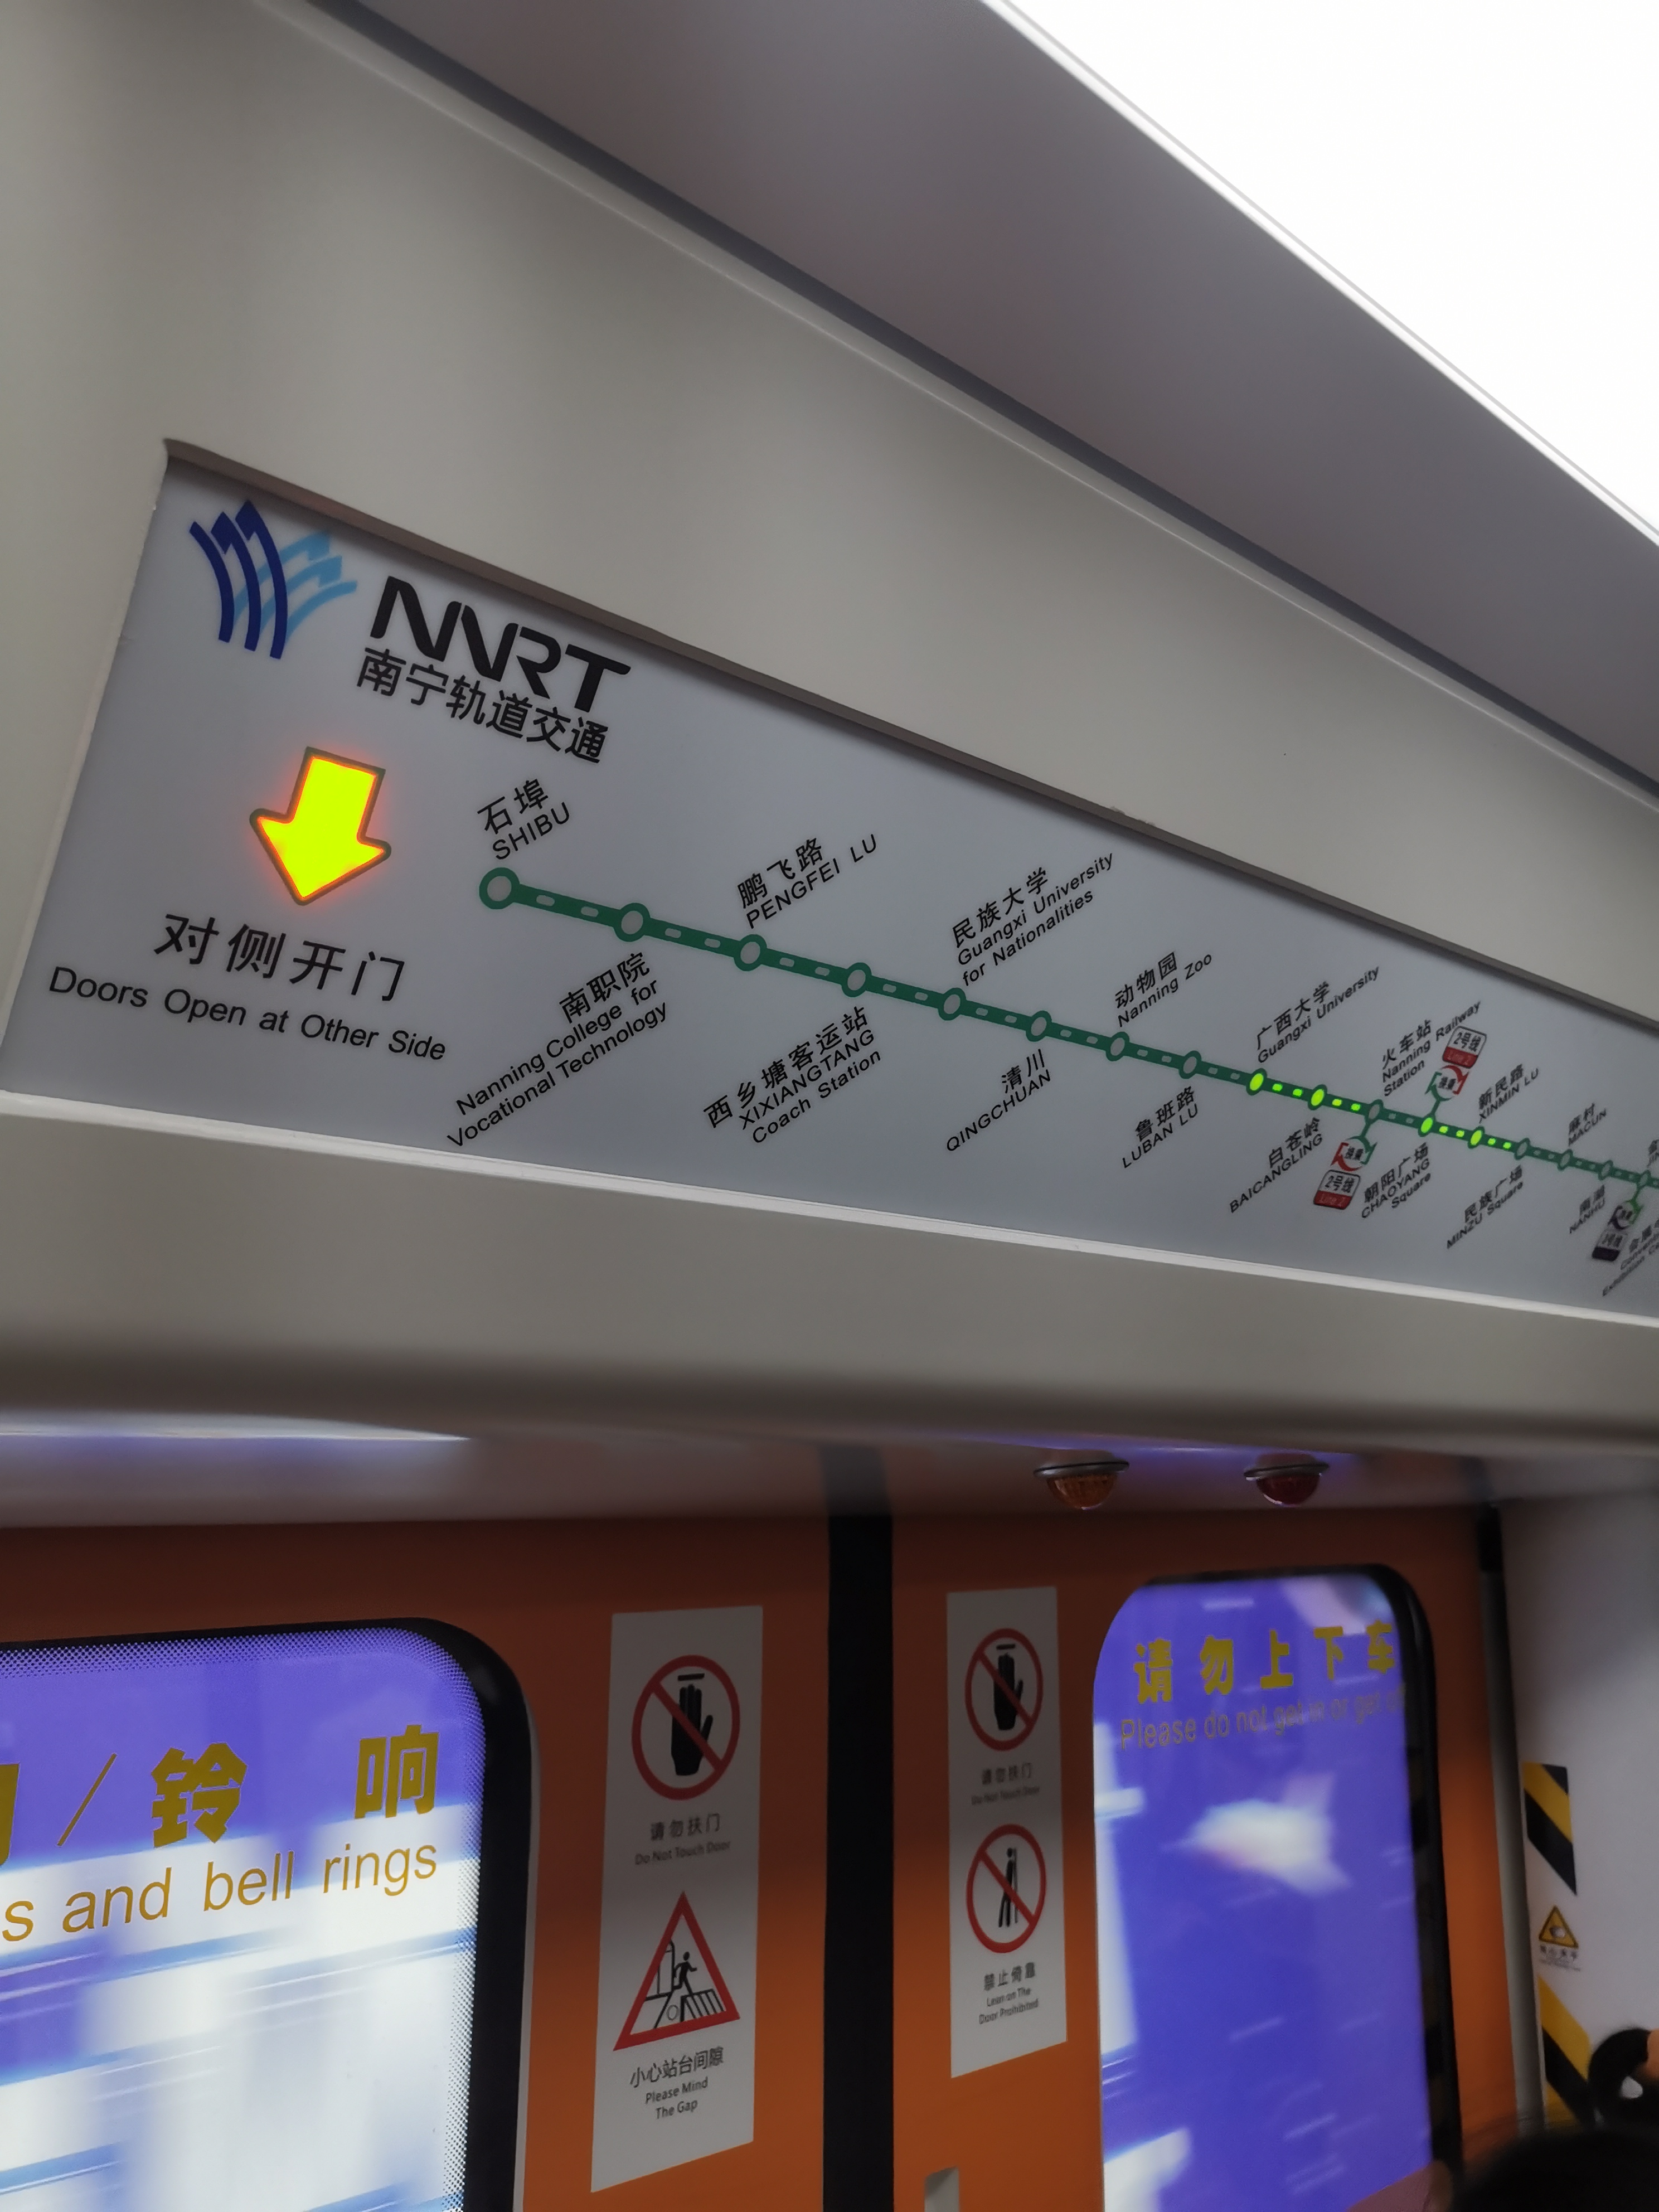 NNRT
南宁轨道交通
对侧开门
Doors Open at Other Side
石埠
SHIBU
南职院
Nanning College for
Vocational Technology
鹏飞路
PENGFEI LU
西乡塘客运站
XIXIANGTANG
Coach Station
民族大学
Guangxi University
for Nationalities
清川
QINGCHUAN
动物园
Nanning Zoo
鲁班路
LUBAN LU
广西大学
Guangxi University
白苍岭
BAICANGLING
火车站
Nanning Railway
Station
2号线
Line 2
换乘
换乘
2号线
Line 2
朝阳广场
CHAOYANG
Square
新民路
XINMIN LU
民族广场
MINZU Square
麻村
MACUN
南湖
NANHU
/铃 响
s and bell rings
请勿扶门
Do Not Touch Door
小心站台间隙
Please Mind
The Gap
请勿扶门
Do Not Touch Door
禁止倚靠
Lean on The
Door Prohibited
请勿上下车
Please do not get in or get